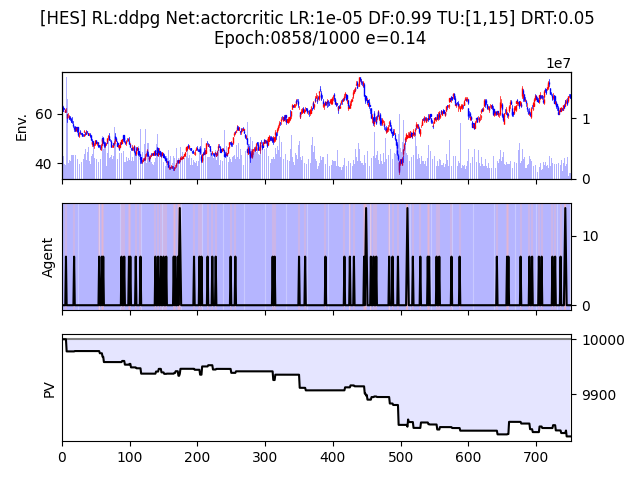 [HES] RL:ddpg Net:actorcritic LR:1e-05 DF:0.99 TU:[1,15] DRT:0.05
Epoch:0858/1000 e=0.14
1e7
Env.
60
40
1
0
Agent
10
0
PV
10000
9900
0 100 200 300 400 500 600 700